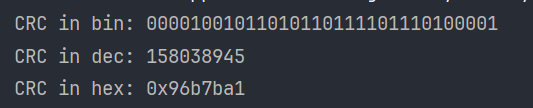 CRC in bin: 00001001011010110111101110100001
CRC in dec: 158038945
CRC in hex: 0x96b7ba1